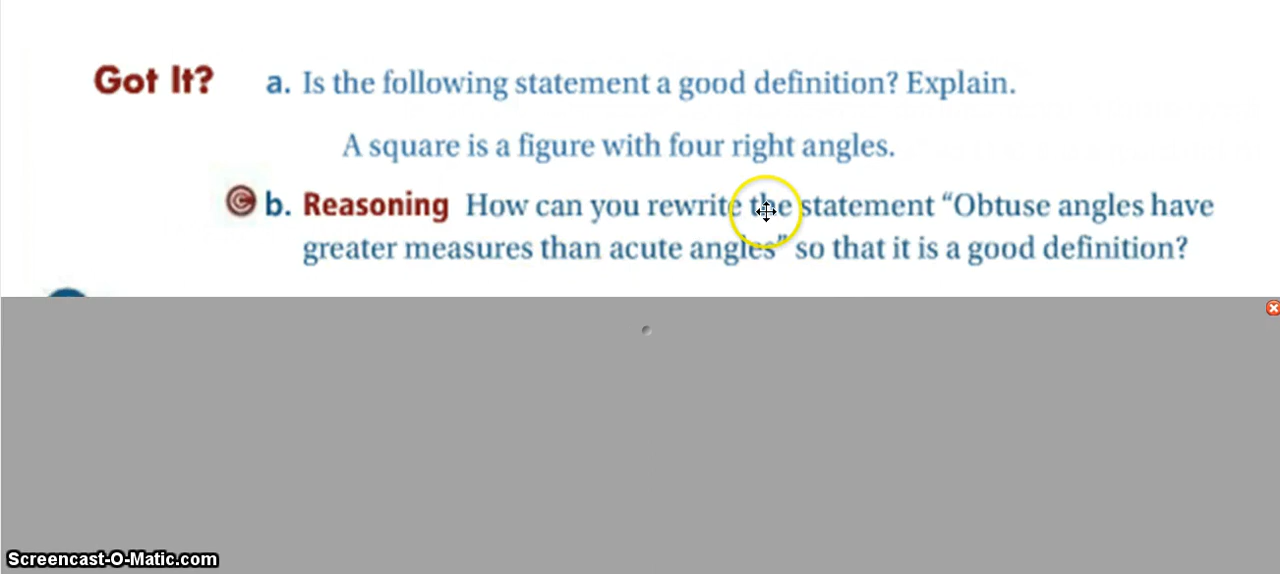 Got It? a. Is the following statement a good definition? Explain.
A square is a figure with four right angles.
© b. Reasoning How can you rewrite the statement “Obtuse angles have
greater measures than acute angles” so that it is a good definition?
Screencast-O-Matic.com